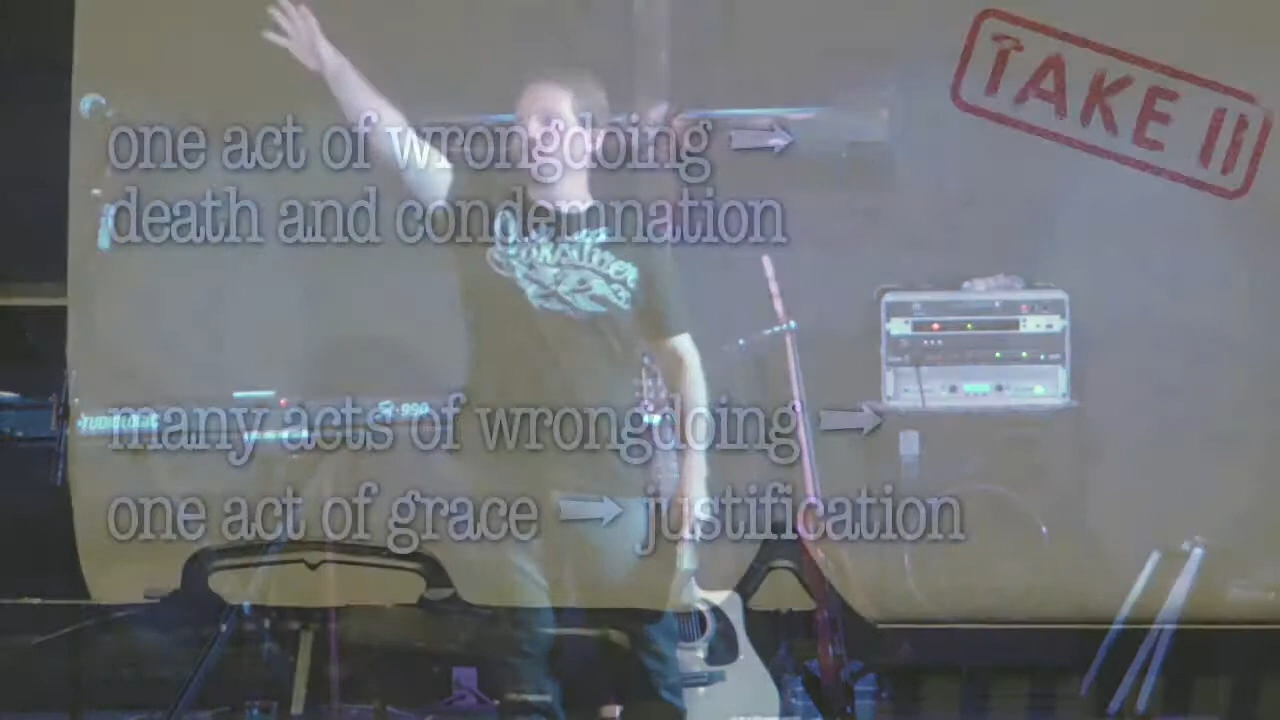 TAKE II
one act of wrongdoing
death and condemnation
many acts of wrongdoing
one act of grace
justification